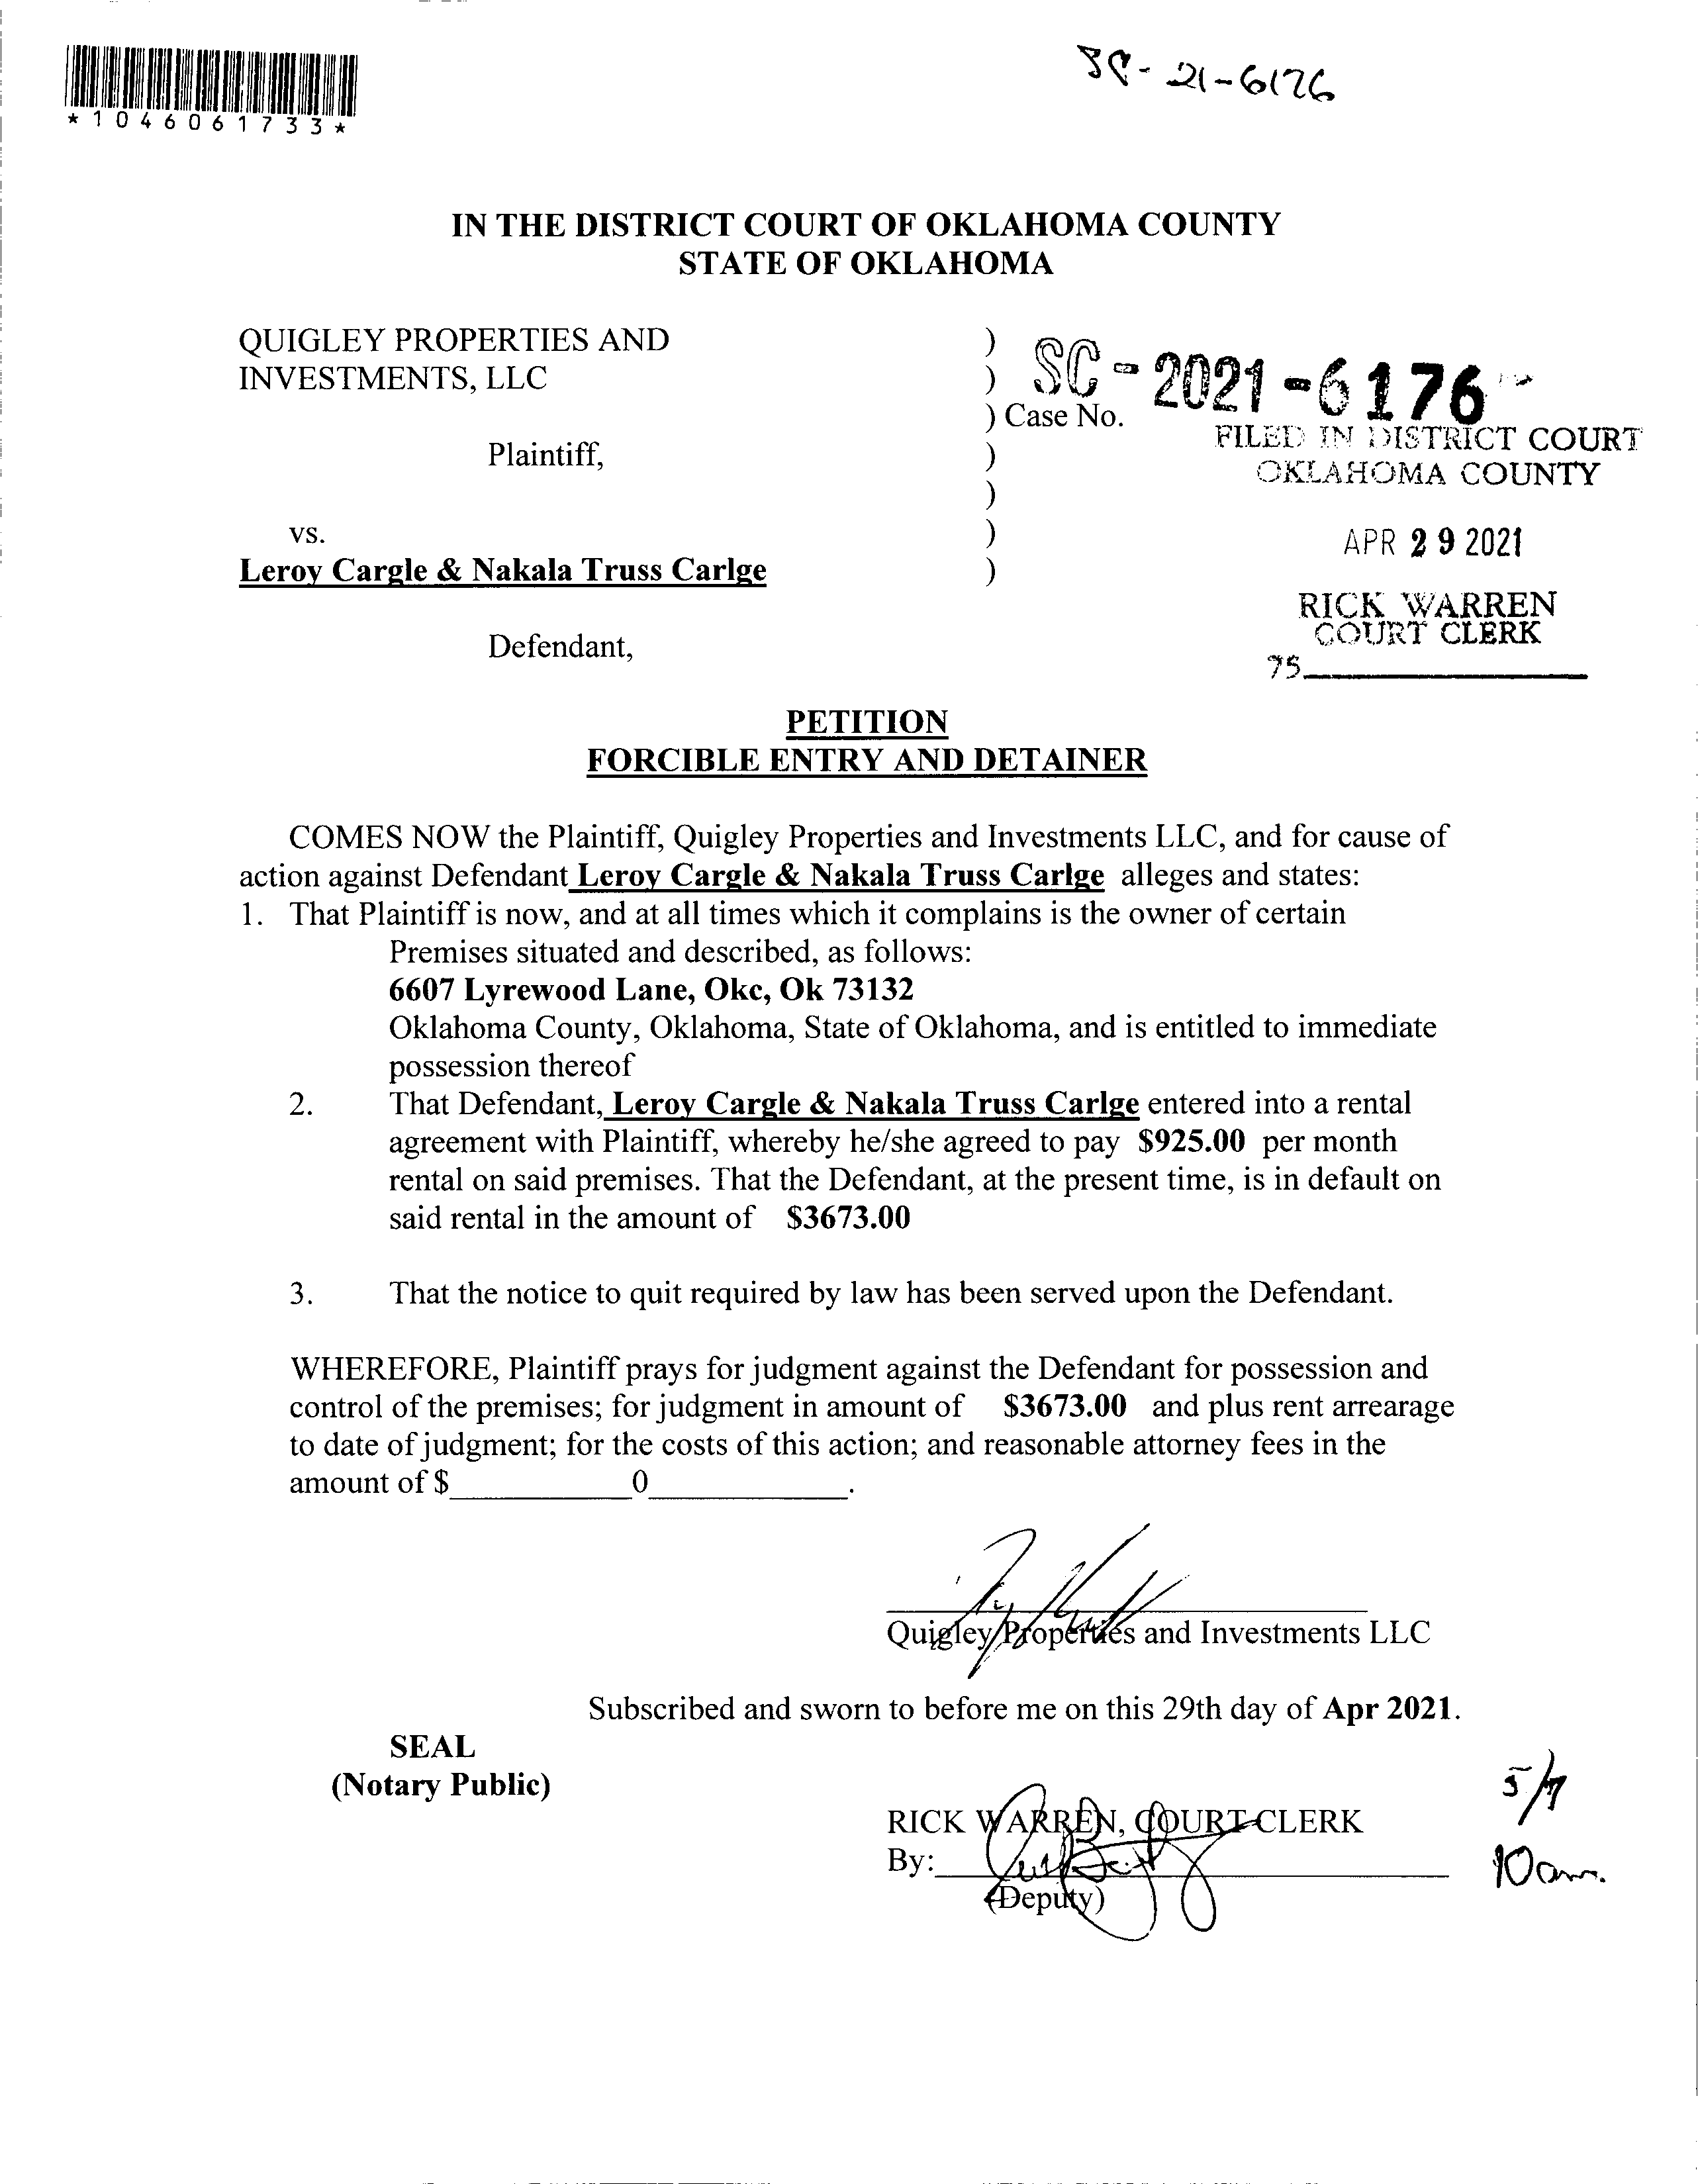 SC-21-6176
*1046061733*
IN THE DISTRICT COURT OF OKLAHOMA COUNTY
STATE OF OKLAHOMA
QUIGLEY PROPERTIES AND )
INVESTMENTS, LLC ) SC-2021-6176
) Case No.
FILED IN DISTRICT COURT
Plaintiff, )
OKLAHOMA COUNTY
)
vs. )
APR 29 2021
Leroy Cargle & Nakala Truss Carlge )
RICK WARREN
COURT CLERK
Defendant,
75
PETITION
FORCIBLE ENTRY AND DETAINER
COMES NOW the Plaintiff, Quigley Properties and Investments LLC, and for cause of
action against Defendant Leroy Cargle & Nakala Truss Carlge alleges and states:
1. That Plaintiff is now, and at all times which it complains is the owner of certain
Premises situated and described, as follows:
6607 Lyrewood Lane, Okc, Ok 73132
Oklahoma County, Oklahoma, State of Oklahoma, and is entitled to immediate
possession thereof
2. That Defendant, Leroy Cargle & Nakala Truss Carlge entered into a rental
agreement with Plaintiff, whereby he/she agreed to pay $925.00 per month
rental on said premises. That the Defendant, at the present time, is in default on
said rental in the amount of $3673.00
3. That the notice to quit required by law has been served upon the Defendant.
WHEREFORE, Plaintiff prays for judgment against the Defendant for possession and
control of the premises; for judgment in amount of $3673.00 and plus rent arrearage
to date of judgment; for the costs of this action; and reasonable attorney fees in the
amount of $____________0_____________.
Quigley Properties and Investments LLC
Subscribed and sworn to before me on this 29th day of Apr 2021.
SEAL
(Notary Public)
5/7
RICK WARREN, COURT CLERK
By:
10am.
(Deputy)